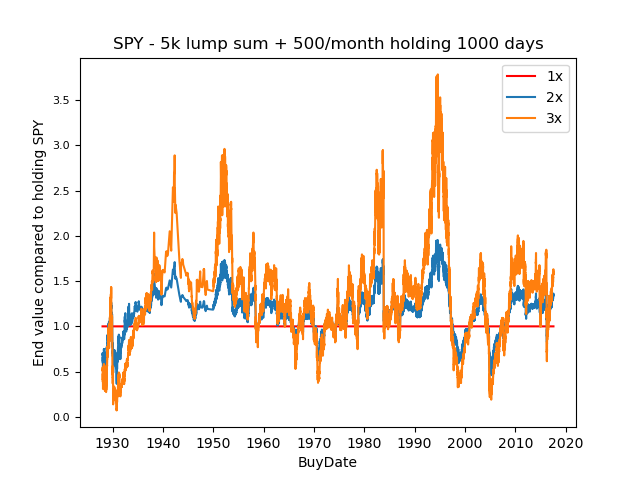 SPY - 5k lump sum + 500/month holding 1000 days
End value compared to holding SPY
3.5
3.0
2.5
2.0
1.5
1.0
0.5
0.0
1x
2x
3x
1930 1940 1950 1960 1970 1980 1990 2000 2010 2020
BuyDate